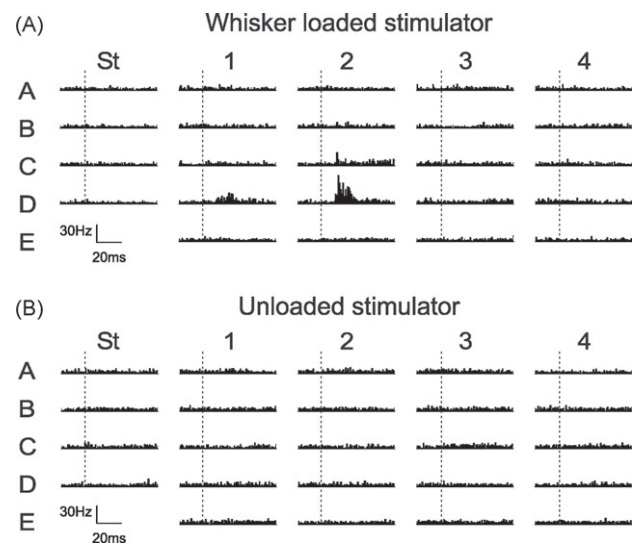 (A) Whisker loaded stimulator
St 1 2 3 4
A
B
C
D
30Hz
20ms
E
(B) Unloaded stimulator
St 1 2 3 4
A
B
C
D
E
30Hz
20ms